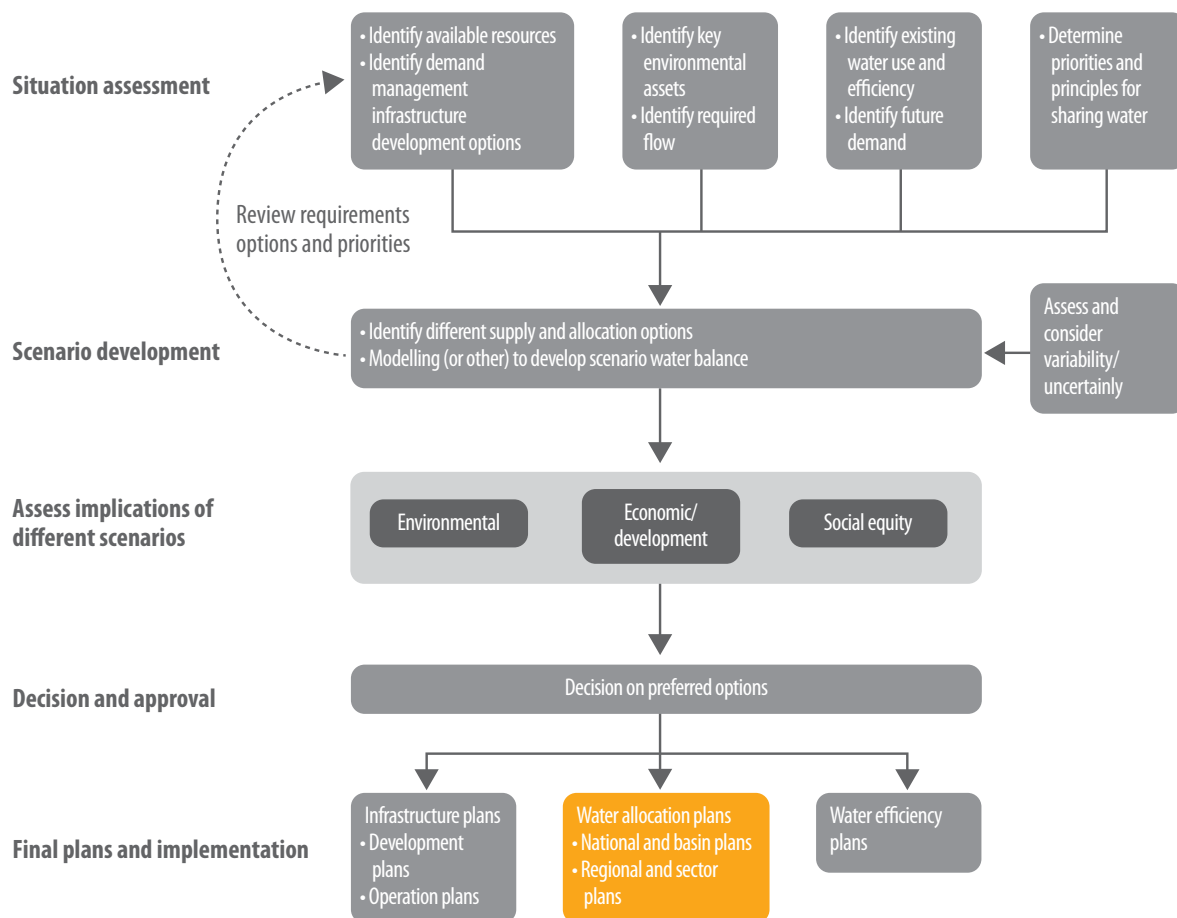 Situation assessment
• Identify available resources
• Identify demand
management
infrastructure
development options
• Identify key
environmental
assets
• Identify required
flow
• Identify existing
water use and
efficiency
• Identify future
demand
• Determine
priorities and
principles for
sharing water
Review requirements
options and priorities
Scenario development
• Identify different supply and allocation options
• Modelling (or other) to develop scenario water balance
Assess and
consider
variability/
uncertainly
Assess implications of
different scenarios
Environmental
Economic/
development
Social equity
Decision and approval
Decision on preferred options
Final plans and implementation
Infrastructure plans
• Development
plans
• Operation plans
Water allocation plans
• National and basin plans
• Regional and sector
plans
Water efficiency
plans